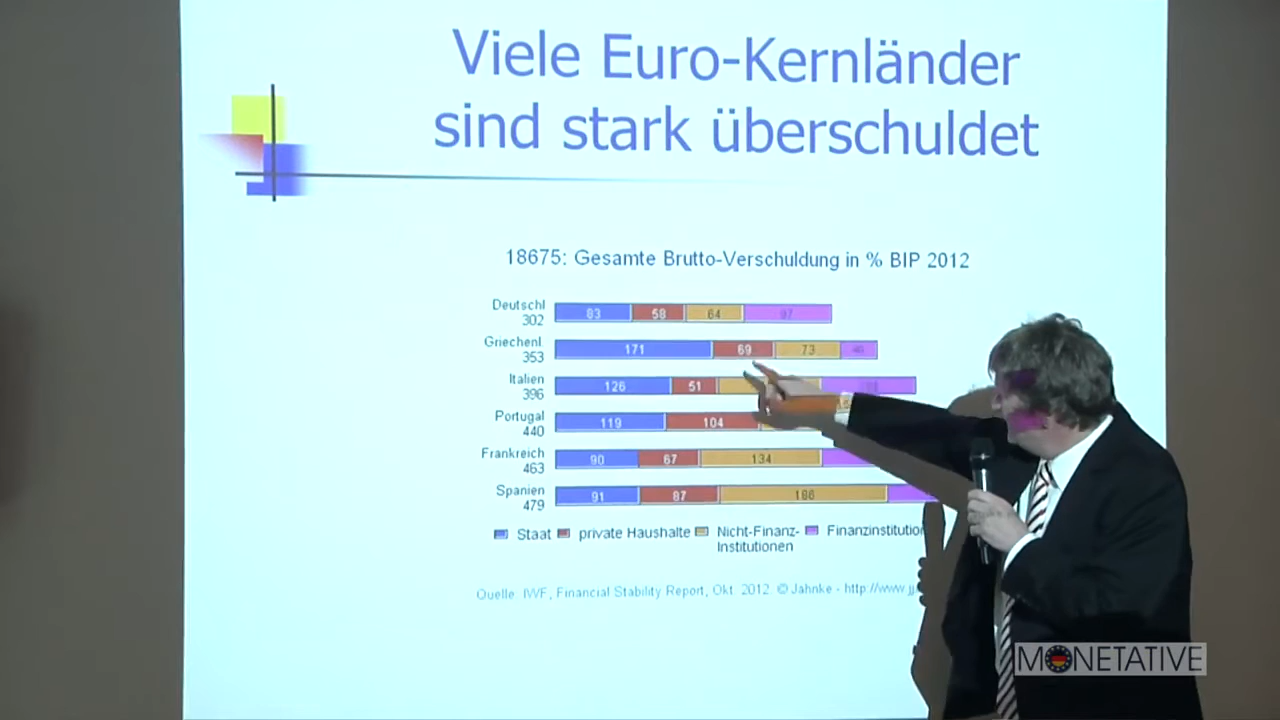 Viele Euro-Kernländer
sind stark überschuldet
18675: Gesamte Brutto-Verschuldung in % BIP 2012
Deutschl
302
83 58 64 97
Griechenl.
353
171 69 73
Italien
396
126 51
Portugal
440
119 104
Frankreich
463
90 67 134
Spanien
479
91 87 186
Staat private Haushalte Nicht-Finanz-
Institutionen
Quelle: IWF, Financial Stability Report, Okt. 2012. © Jahnke - http://www.
MONETATIVE